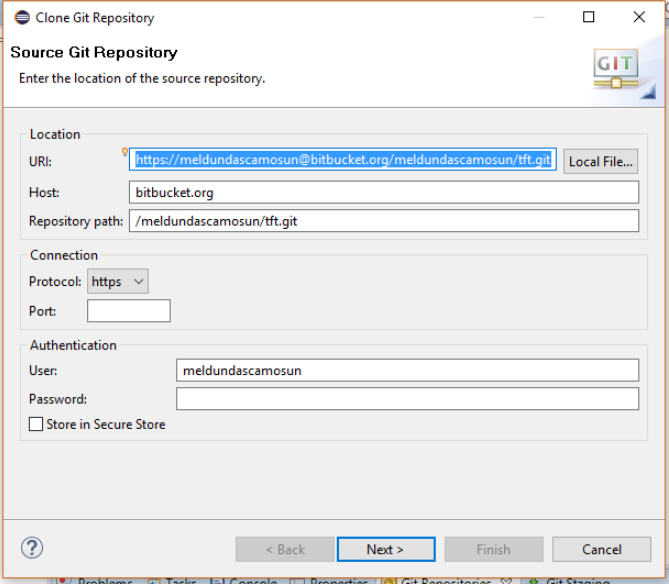 Clone Git Repository
Source Git Repository
Enter the location of the source repository.
GIT
Location
URI: https://meldundascamosun@bitbucket.org/meldundascamosun/tft.git Local File...
Host: bitbucket.org
Repository path: /meldundascamosun/tft.git
Connection
Protocol: https
Port:
Authentication
User: meldundascamosun
Password:
Store in Secure Store
? < Back Next > Finish Cancel
Problems Tasks Console Properties Git Repositories Git Staging